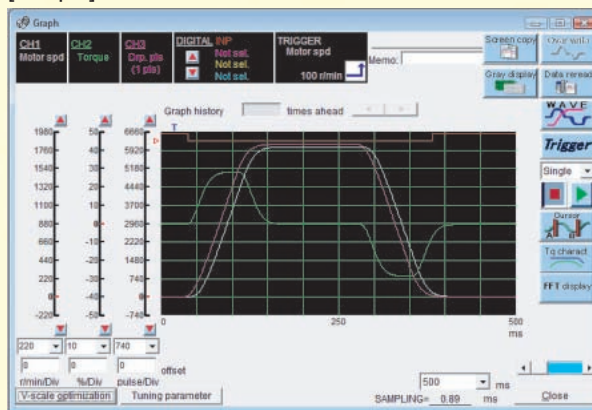 Graph
CH1
Motor spd
CH2
Torque
CH3
Drp. pls
(1 pls)
DIGITAL INP
Not sel.
Not sel.
Not sel.
TRIGGER
Motor spd
100 r/min
Memo:
Screen copy
Over write
Gray display
Data reread
Graph history
times ahead
WAVE
Trigger
Single
Cursor
A B
Tq charact
FFT display
T
1980
1760
1540
1320
1100
880
660
440
220
0
-220
50
40
30
20
10
0
-10
-20
-30
-40
-50
6660
5920
5180
4440
3700
2960
2220
1480
740
0
-740
0
250
500
ms
220
10
740
0
0
0
offset
r/min/Div
%/Div
pulse/Div
500
ms
V-scale optimization
Tuning parameter
SAMPLING= 0.89 ms
Close